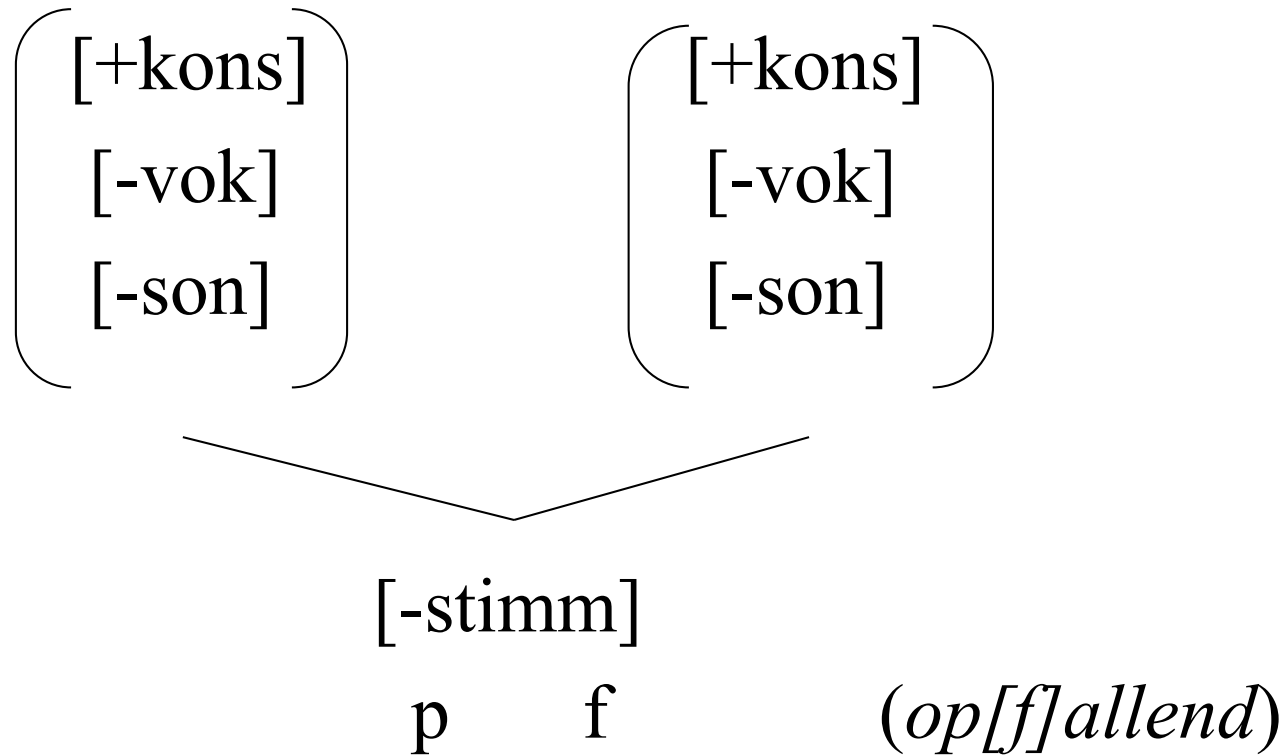 [+kons] [+kons]
[-vok] [-vok]
[-son] [-son]
[-stimm]
p f (op[f]allend)